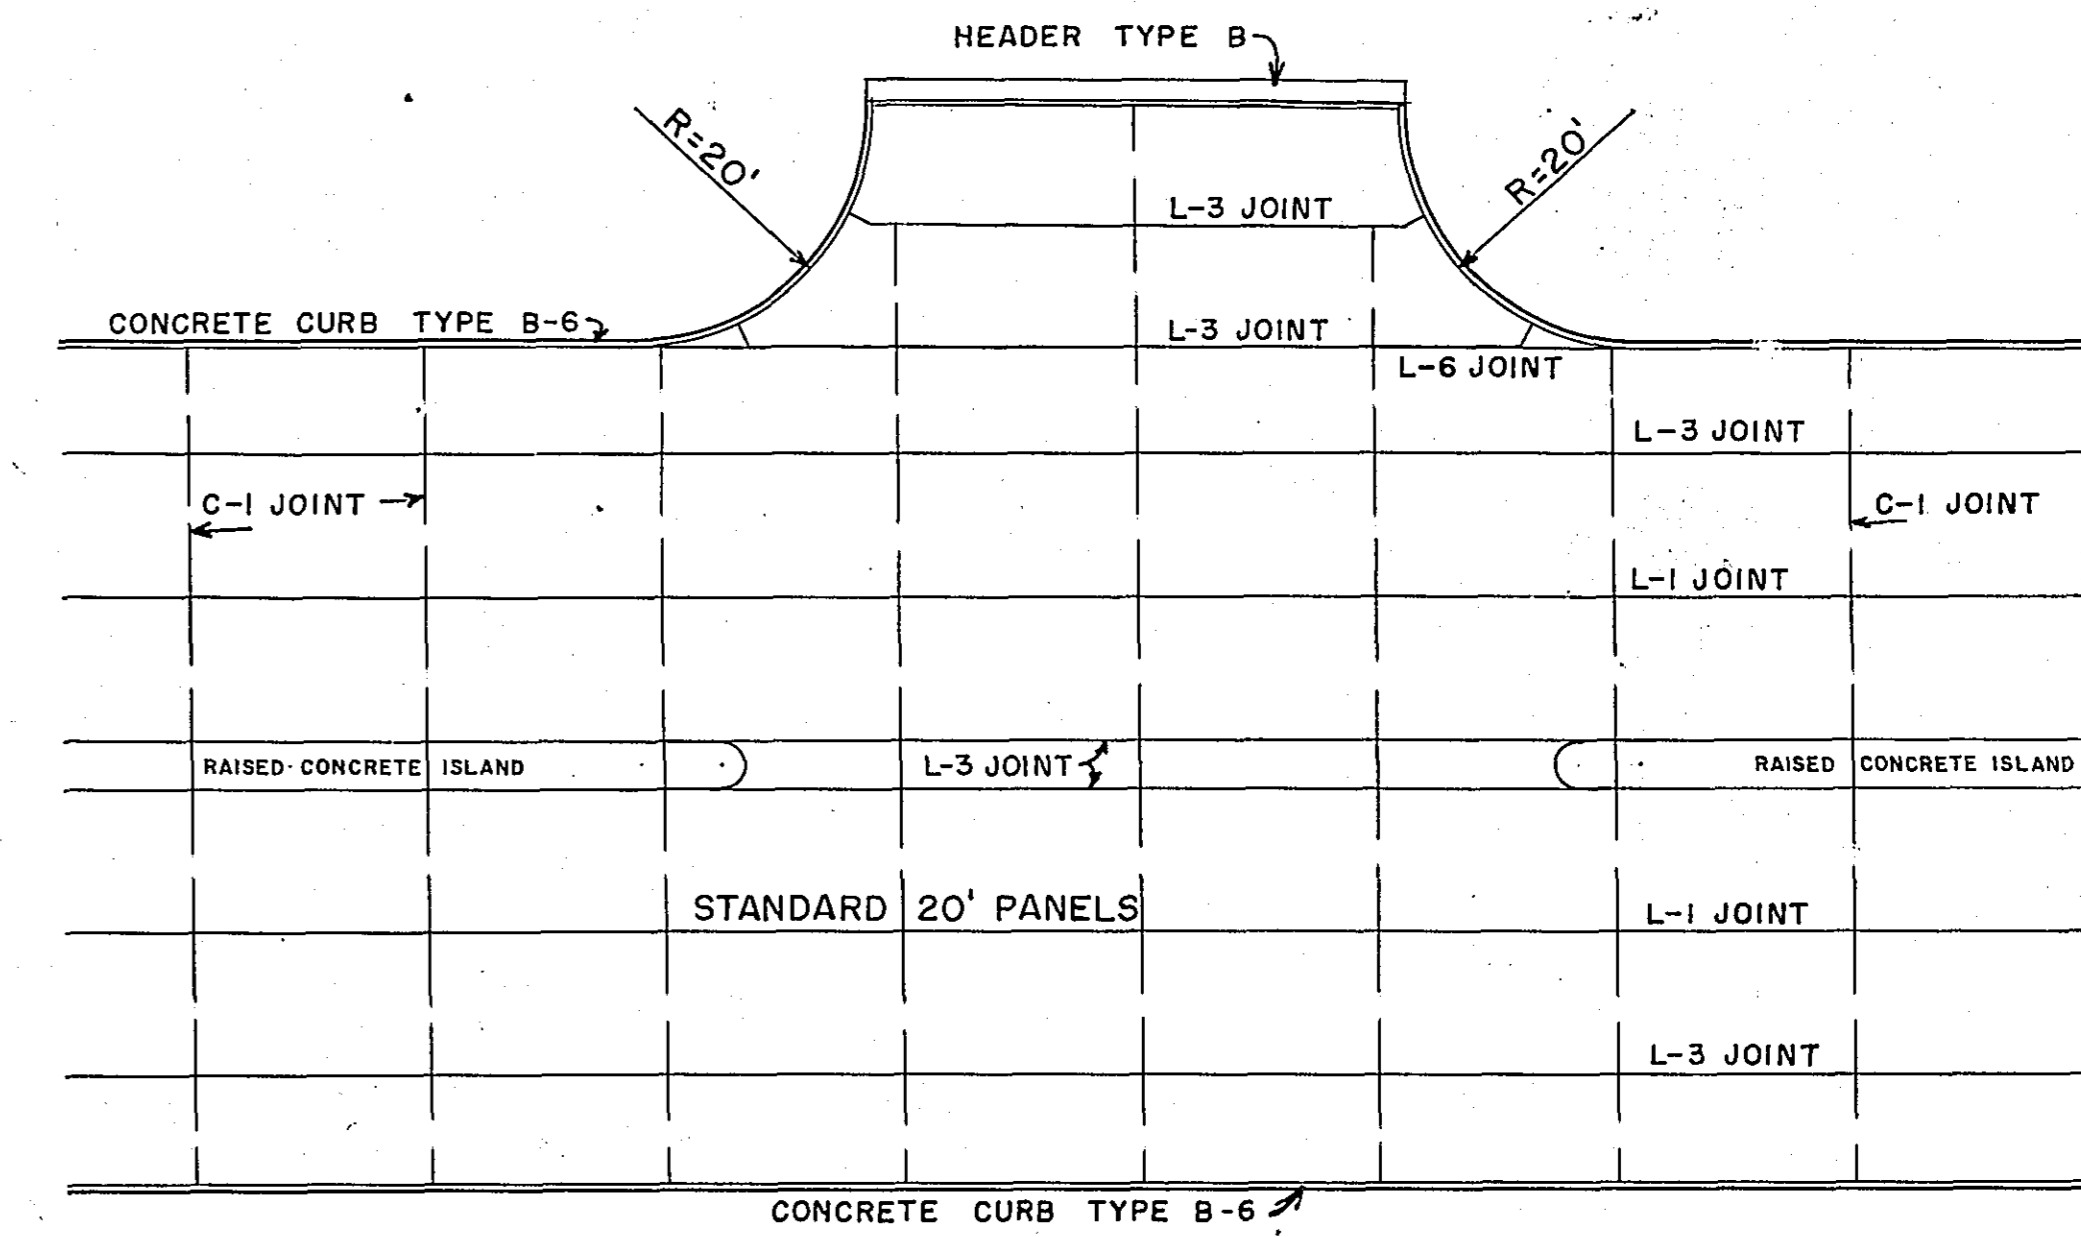 HEADER TYPE B
R=20'
R=20'
L-3 JOINT
CONCRETE CURB TYPE B-6
L-3 JOINT
L-6 JOINT
L-3 JOINT
C-1 JOINT
C-1 JOINT
L-1 JOINT
RAISED CONCRETE ISLAND
L-3 JOINT
RAISED CONCRETE ISLAND
STANDARD 20' PANELS
L-1 JOINT
L-3 JOINT
CONCRETE CURB TYPE B-6